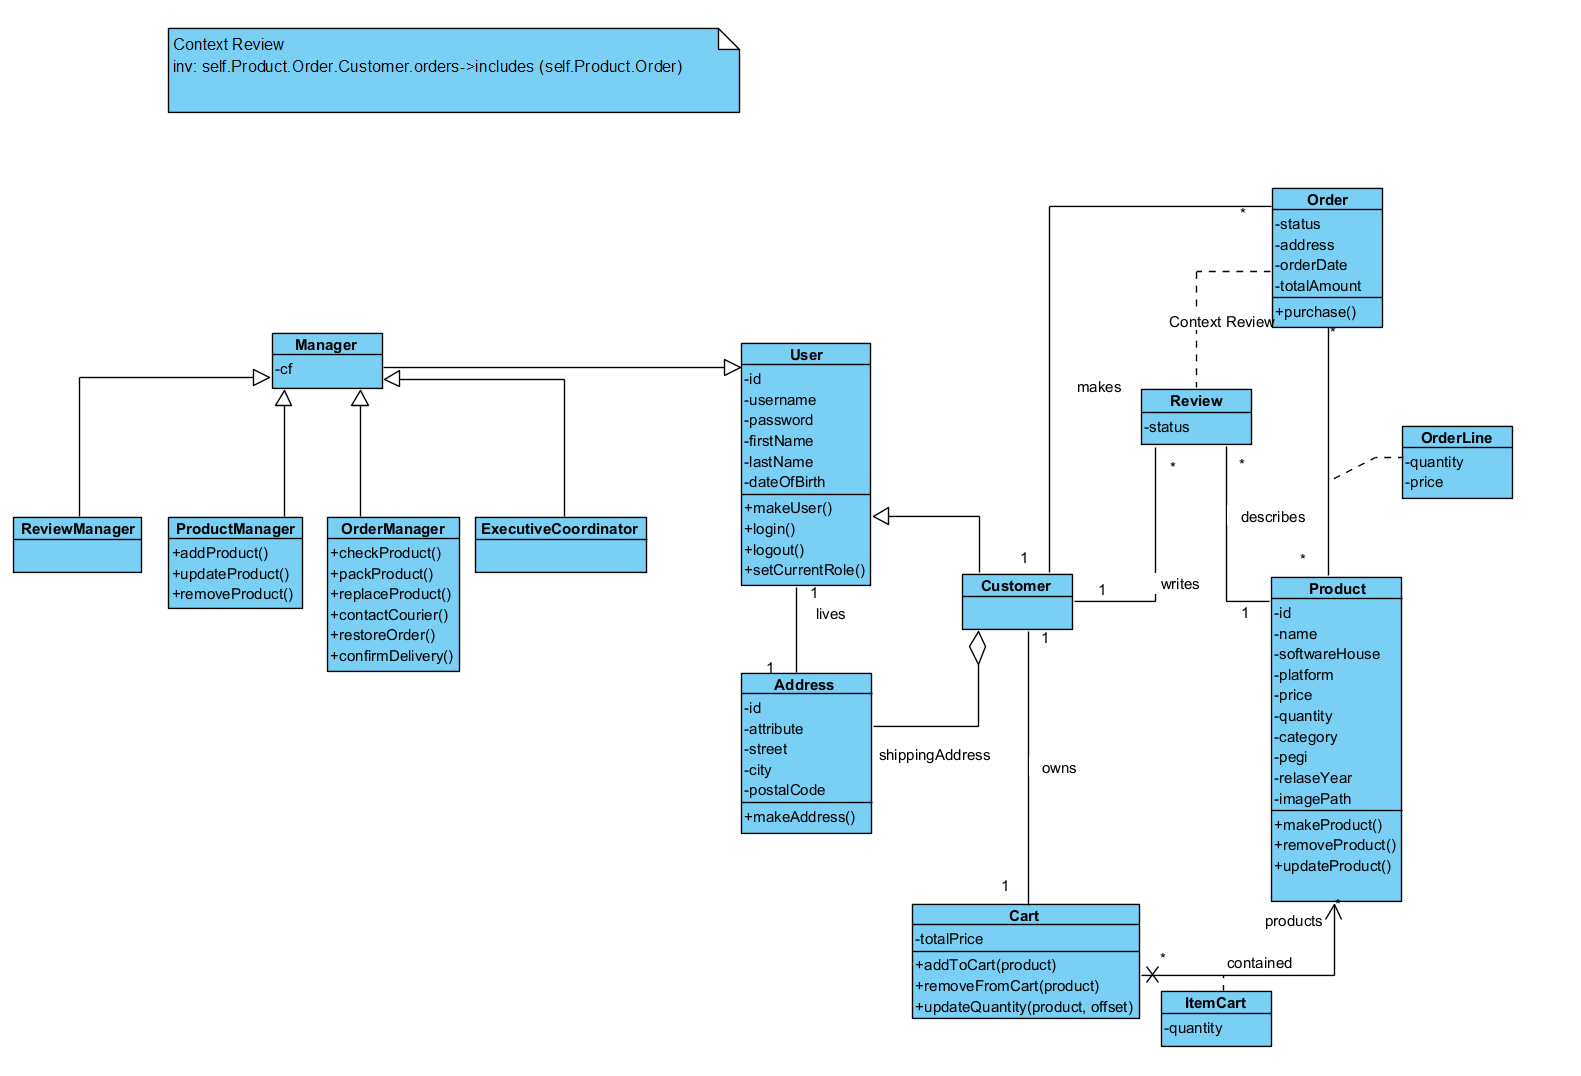 Context Review
inv: self.Product.Order.Customer.orders->includes (self.Product.Order)
Order
-status
-address
-orderDate
-totalAmount
+purchase()
*
*
Context Review
makes
Manager
-cf
User
-id
-username
-password
-firstName
-lastName
-dateOfBirth
+makeUser()
+login()
+logout()
+setCurrentRole()
Review
-status
*
*
OrderLine
-quantity
-price
describes
*
1
ReviewManager
ProductManager
+addProduct()
+updateProduct()
+removeProduct()
OrderManager
+checkProduct()
+packProduct()
+replaceProduct()
+contactCourier()
+restoreOrder()
+confirmDelivery()
ExecutiveCoordinator
Customer
1
writes
1
1
1
lives
1
Product
-id
-name
-softwareHouse
-platform
-price
-quantity
-category
-pegi
-relaseYear
-imagePath
+makeProduct()
+removeProduct()
+updateProduct()
Address
-id
-attribute
-street
-city
-postalCode
+makeAddress()
shippingAddress
owns
1
Cart
-totalPrice
+addToCart(product)
+removeFromCart(product)
+updateQuantity(product, offset)
*
products
*
contained
ItemCart
-quantity